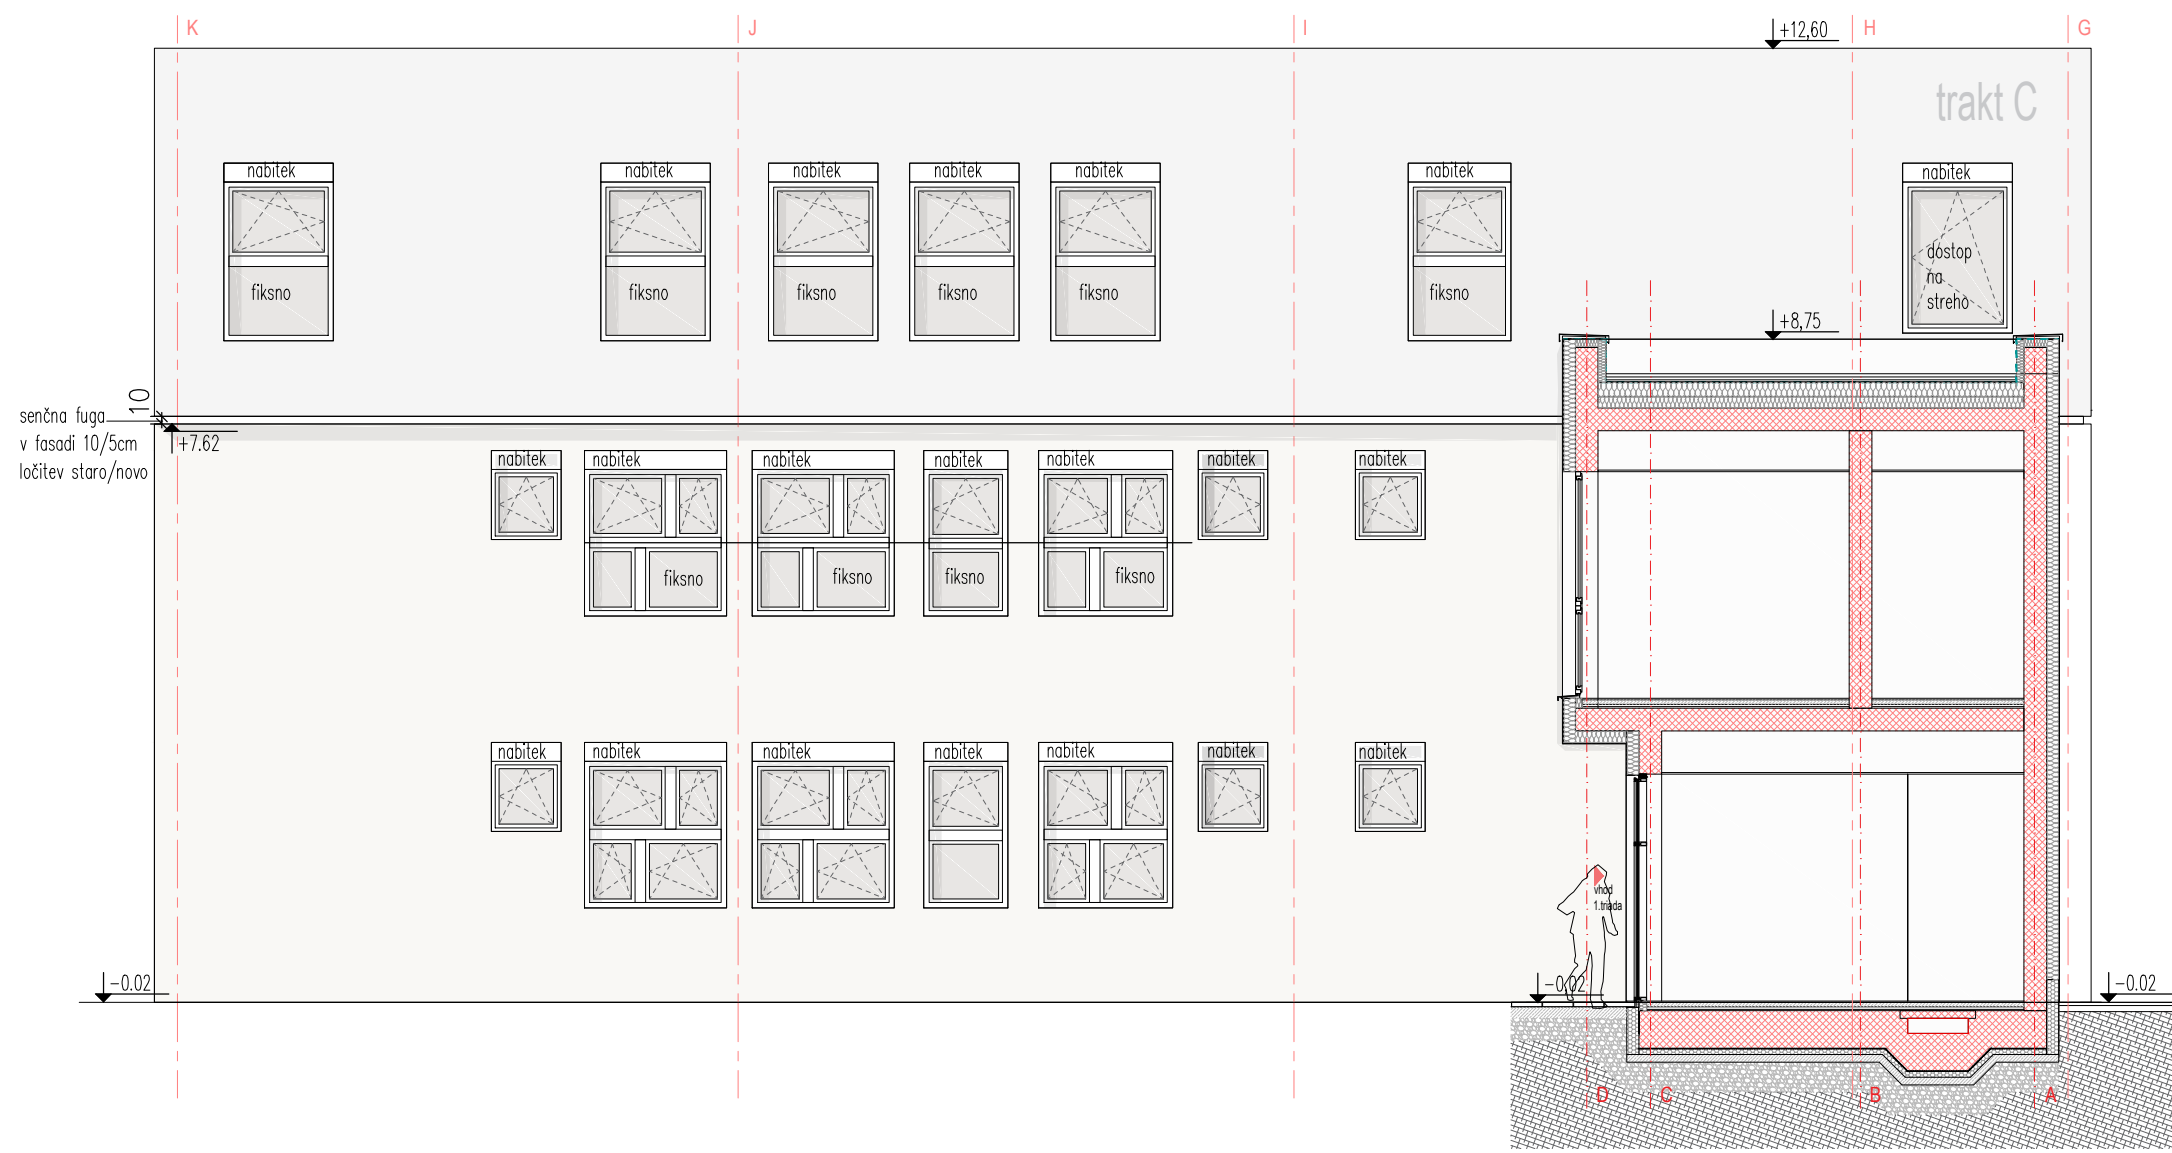 K J I H G
+12,60
trakt C
nabitek nabitek nabitek nabitek nabitek nabitek nabitek
dostop
na
streho
fiksno fiksno fiksno fiksno fiksno fiksno
+8,75
10
senčna fuga
v fasadi 10/5cm
ločitev staro/novo
+7.62
nabitek nabitek nabitek nabitek nabitek nabitek nabitek
fiksno fiksno fiksno fiksno
nabitek nabitek nabitek nabitek nabitek nabitek nabitek
vhod
1.triada
-0.02 -0.02 -0.02
D C B A